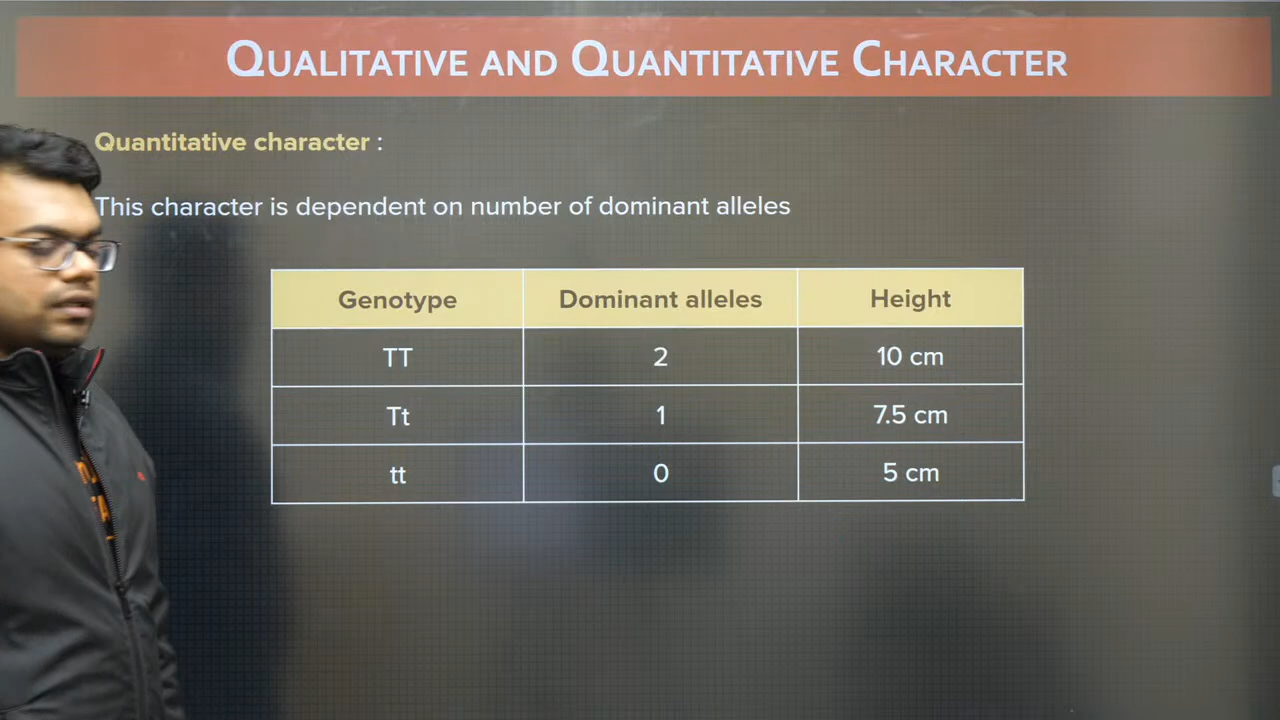 QUALITATIVE AND QUANTITATIVE CHARACTER
Quantitative character :
This character is dependent on number of dominant alleles
Genotype Dominant alleles Height
TT 2 10 cm
Tt 1 7.5 cm
tt 0 5 cm